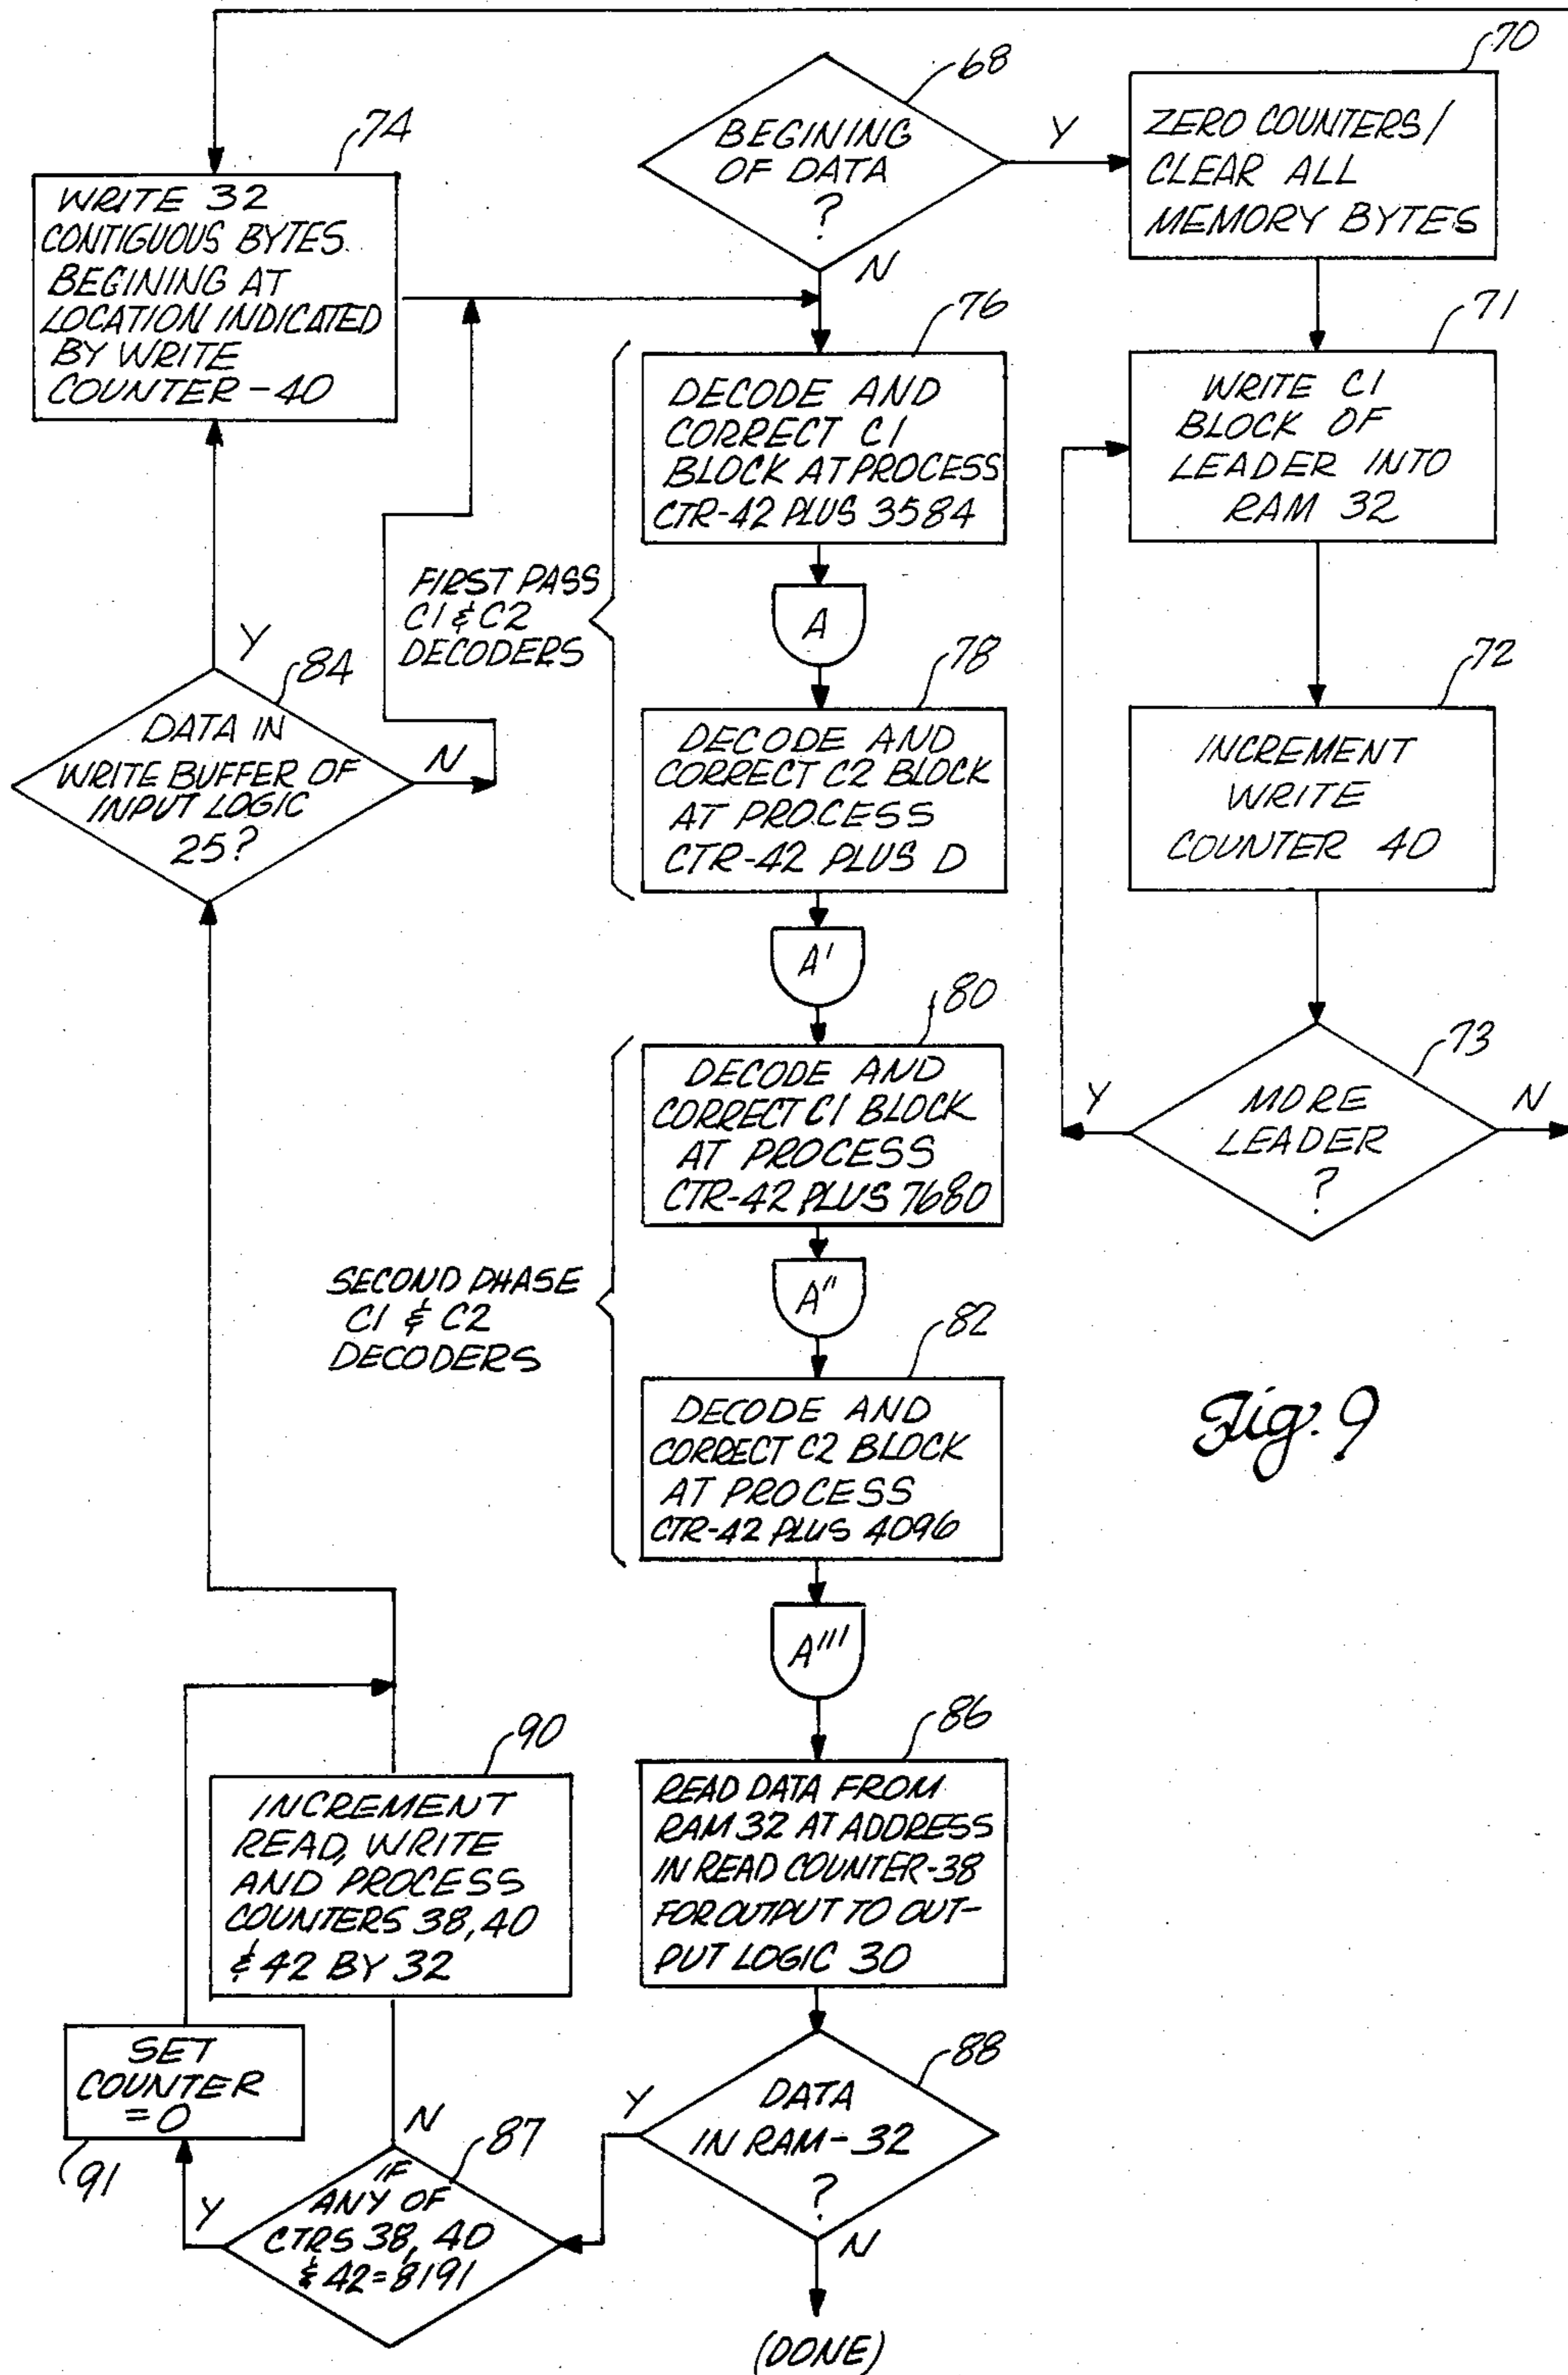 68
BEGINING
OF DATA
?
Y
N
70
ZERO COUNTERS/
CLEAR ALL
MEMORY BYTES
71
WRITE C1
BLOCK OF
LEADER INTO
RAM 32
72
INCREMENT
WRITE
COUNTER 40
73
MORE
LEADER
?
Y
N
74
WRITE 32
CONTIGUOUS BYTES
BEGINING AT
LOCATION INDICATED
BY WRITE
COUNTER-40
76
DECODE AND
CORRECT C1
BLOCK AT PROCESS
CTR-42 PLUS 3584
A
FIRST PASS
C1 & C2
DECODERS
78
DECODE AND
CORRECT C2 BLOCK
AT PROCESS
CTR-42 PLUS D
A'
80
DECODE AND
CORRECT C1 BLOCK
AT PROCESS
CTR-42 PLUS 7680
A"
SECOND PHASE
C1 & C2
DECODERS
82
DECODE AND
CORRECT C2 BLOCK
AT PROCESS
CTR-42 PLUS 4096
A'''
84
DATA IN
WRITE BUFFER OF
INPUT LOGIC
25?
Y
N
86
READ DATA FROM
RAM 32 AT ADDRESS
IN READ COUNTER-38
FOR OUTPUT TO OUT-
PUT LOGIC 30
88
DATA
IN RAM-32
?
Y
N
(DONE)
87
IF
ANY OF
CTRS 38, 40
& 42=8191
Y
N
90
INCREMENT
READ, WRITE
AND PROCESS
COUNTERS 38, 40
& 42 BY 32
91
SET
COUNTER
=0
Fig. 9